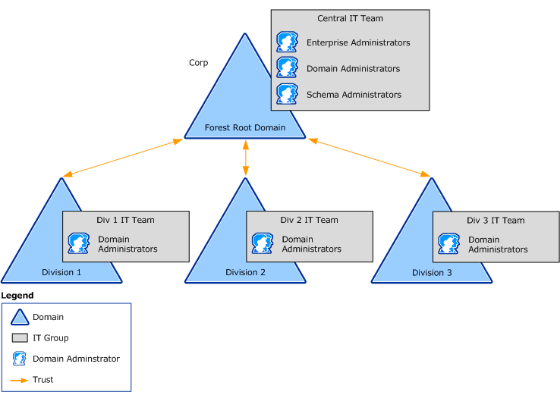 Central IT Team
Enterprise Administrators
Domain Administrators
Schema Administrators
Corp
Forest Root Domain
Div 1 IT Team
Domain
Administrators
Division 1
Div 2 IT Team
Domain
Administrators
Division 2
Div 3 IT Team
Domain
Administrators
Division 3
Legend
Domain
IT Group
Domain Adminstrator
Trust